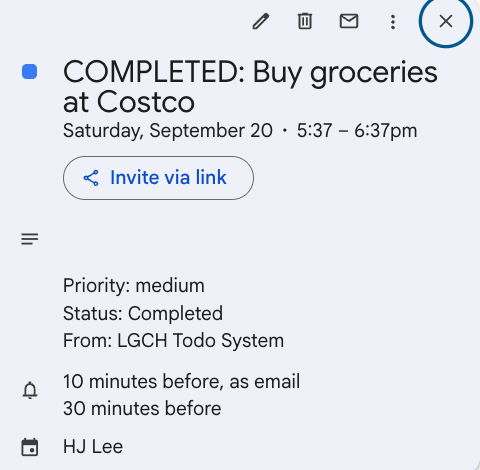 COMPLETED: Buy groceries
at Costco
Saturday, September 20 · 5:37 – 6:37pm
Invite via link
Priority: medium
Status: Completed
From: LGCH Todo System
10 minutes before, as email
30 minutes before
HJ Lee